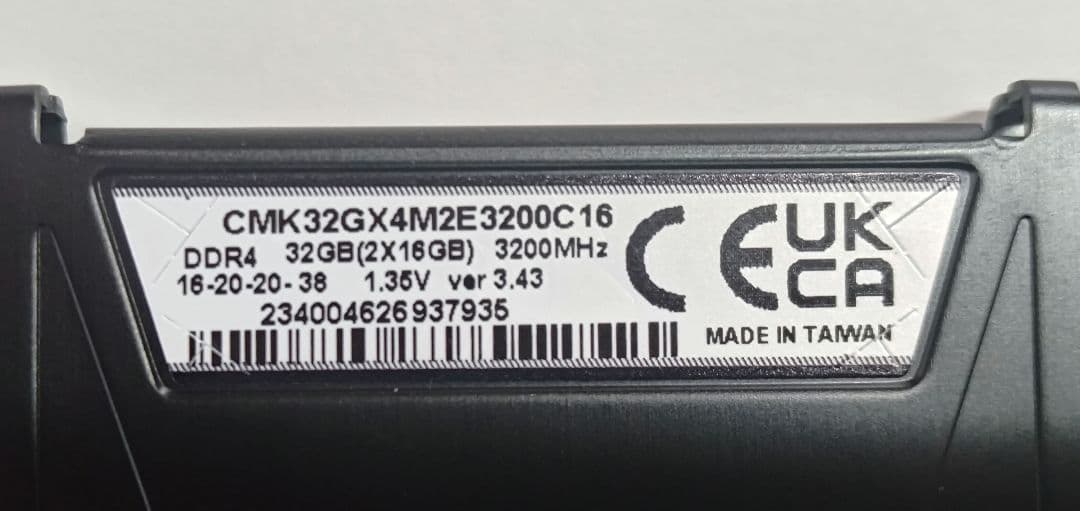 CMK32GX4M2E3200C16
DDR4 32GB(2X16GB) 3200MHz
16-20-20-38 1.35V ver 3.43
234004626937935
CE
UK
CA
MADE IN TAIWAN